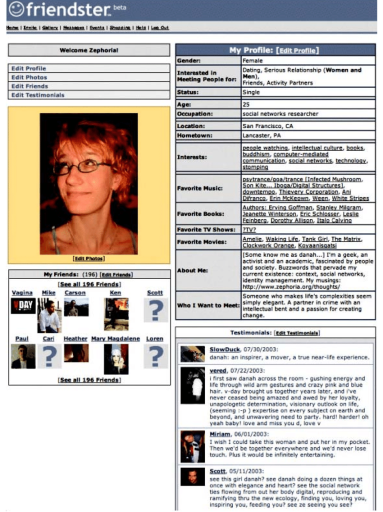 friendster beta
Home | Invite | Gallery | Messages | Events | Shopping | Help | Log Out
Welcome Zephoria!
Edit Profile
Edit Photos
Edit Friends
Edit Testimonials
[Edit Photos]
My Friends: (196) [Edit Friends]
[See all 196 Friends]
Vagina Mike Carson Ken Scott
Paul Cari Heather Mary Magdalene Loren
[See all 196 Friends]
My Profile: [Edit Profile]
Gender: Female
Interested in Meeting People for: Dating, Serious Relationship (Women and
Men),
Friends, Activity Partners
Status: Single
Age: 25
Occupation: social networks researcher
Location: San Francisco, CA
Hometown: Lancaster, PA
Interests: people watching, intellectual culture, books,
buddhism, computer-mediated
communication, social networks, technology,
stomping
Favorite Music: psytrance/goa/trance [Infected Mushroom,
Son Kite... Iboga/Digital Structures],
downtempo, Thievery Corporation, Ani
Difranco, Erin McKeown, Ween, White Stripes
Favorite Books: Authors: Erving Goffman, Stanley Milgram,
Jeanette Winterson, Eric Schlosser, Leslie
Feinberg, Dorothy Allison, Italo Calvino
Favorite TV Shows: ?TV?
Favorite Movies: Amelie, Waking Life, Tank Girl, The Matrix,
Clockwork Orange, Koyaanisqatsi
About Me: [Some know me as danah...] I'm a geek, an
activist and an academic, fascinated by people
and society. Buzzwords that pervade my
current existence: context, social networks,
identity management. My musings:
http://www.zephoria.org/thoughts/
Who I Want to Meet: Someone who makes life's complexities seem
simply elegant. A partner in crime with an
intellectual bent and a passion for creating
change.
Testimonials: [Edit Testimonials]
SlowDuck, 07/30/2003:
danah: an inspirer, a mover, a true near-life experience.
vered, 07/22/2003:
i first saw danah across the room - gushing energy and
life through wild arm gestures and crazy pink and blue
hair. v-day brought us together years later, and i've
never ceased being amazed and awed by her loyalty,
unapologetic determination, visionary outlook on life,
(seeming :-p ) expertise on every subject on earth and
beyond, and unwavering need to party. hard! harder! oh
yeah baby! love and miss you d, love v
Miriam, 06/01/2003:
I wish I could take this woman and put her in my pocket.
Then we'd be together everywhere and we'd never lose
touch. Plus it would be infinitely entertaining.
Scott, 05/11/2003:
see this girl danah? see danah doing a dozen things at
once with elegance and heart? see the social network
ties flowing from out her body digital, reproducing and
ramifying thru the new ecology, finding you, loving you,
inspiring you, feeding you? see ze seeing you see?